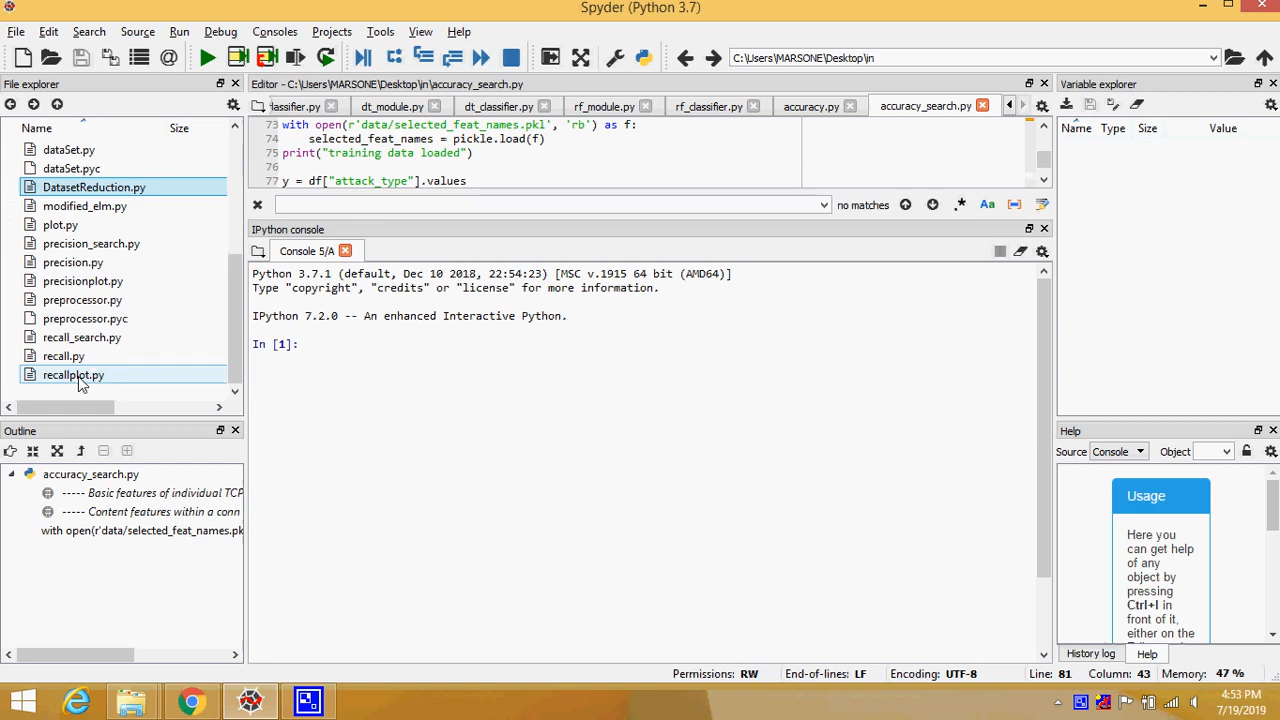 Spyder (Python 3.7)
File Edit Search Source Run Debug Consoles Projects Tools View Help
C:\Users\MARSONE\Desktop\in
File explorer
Name Size
dataSet.py
dataSet.pyc
DatasetReduction.py
modified_elm.py
plot.py
precision_search.py
precision.py
precisionplot.py
preprocessor.py
preprocessor.pyc
recall_search.py
recall.py
recallplot.py
Outline
accuracy_search.py
----- Basic features of individual TCP
----- Content features within a conn
with open(r'data/selected_feat_names.pk
Editor - C:\Users\MARSONE\Desktop\in\accuracy_search.py
lassifier.py dt_module.py dt_classifier.py rf_module.py rf_classifier.py accuracy.py accuracy_search.py
73 with open(r'data/selected_feat_names.pkl', 'rb') as f:
74 selected_feat_names = pickle.load(f)
75 print("training data loaded")
76
77 y = df["attack_type"].values
no matches .* Aa
IPython console
Console 5/A
Python 3.7.1 (default, Dec 10 2018, 22:54:23) [MSC v.1915 64 bit (AMD64)]
Type "copyright", "credits" or "license" for more information.
IPython 7.2.0 -- An enhanced Interactive Python.
In [1]:
Variable explorer
Name Type Size Value
Help
Source Console Object
Usage
Here you
can get help
of any
object by
pressing
Ctrl+I in
front of it,
either on the
History log Help
Permissions: RW End-of-lines: LF Encoding: UTF-8 Line: 81 Column: 43 Memory: 47 %
4:53 PM
7/19/2019